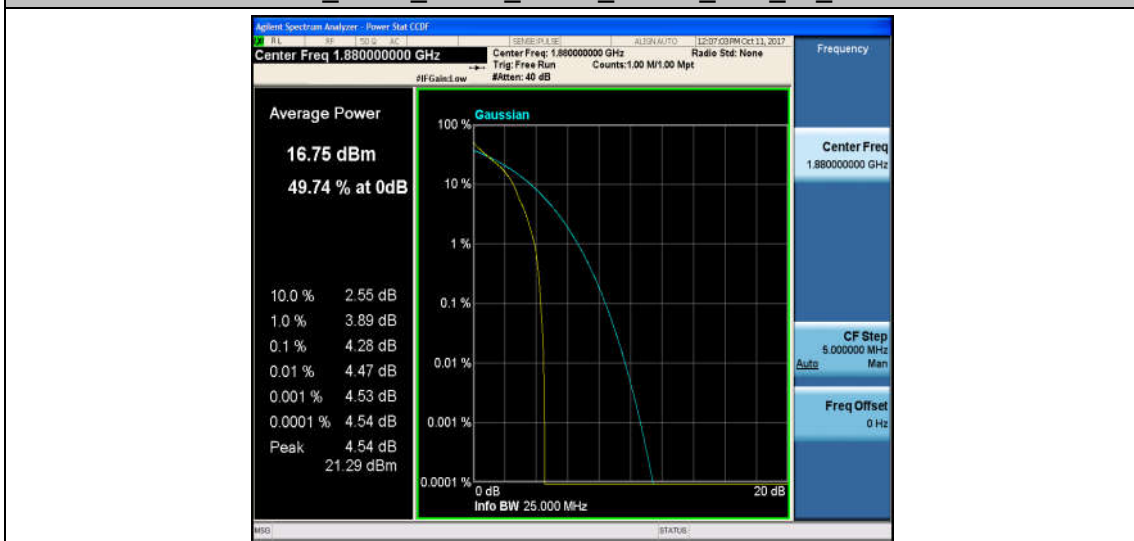 Agilent Spectrum Analyzer - Power Stat CCDF
RL RF 50 Ω AC SENSE:PULSE ALIGN AUTO 12:07:03 PM Oct 11, 2017
Center Freq 1.880000000 GHz
Center Freq: 1.880000000 GHz Radio Std: None
Trig: Free Run Counts:1.00 M/1.00 Mpt
#IFGain:Low #Atten: 40 dB
Frequency
Average Power
16.75 dBm
49.74 % at 0dB
10.0 % 2.55 dB
1.0 % 3.89 dB
0.1 % 4.28 dB
0.01 % 4.47 dB
0.001 % 4.53 dB
0.0001 % 4.54 dB
Peak 4.54 dB
21.29 dBm
Gaussian
100 %
10 %
1 %
0.1 %
0.01 %
0.001 %
0.0001 %
0 dB 20 dB
Info BW 25.000 MHz
Center Freq
1.880000000 GHz
CF Step
5.000000 MHz
Auto Man
Freq Offset
0 Hz
MSG STATUS